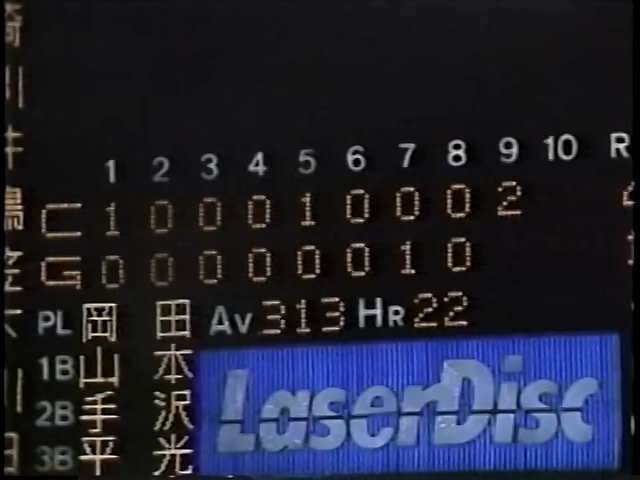 1 2 3 4 5 6 7 8 9 10 R
C 1 0 0 0 1 0 0 0 2
G 0 0 0 0 0 0 1 0
PL 岡 田 AV 313 HR 22
1B 山 本
2B 手 沢
3B 平 光
LaserDisc